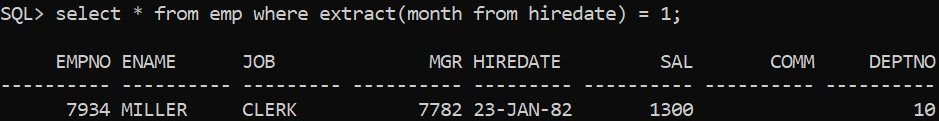 SQL> select * from emp where extract(month from hiredate) = 1;
     EMPNO ENAME      JOB              MGR HIREDATE         SAL       COMM     DEPTNO
---------- ---------- --------- ---------- --------- ---------- ---------- ----------
      7934 MILLER     CLERK           7782 23-JAN-82       1300                    10